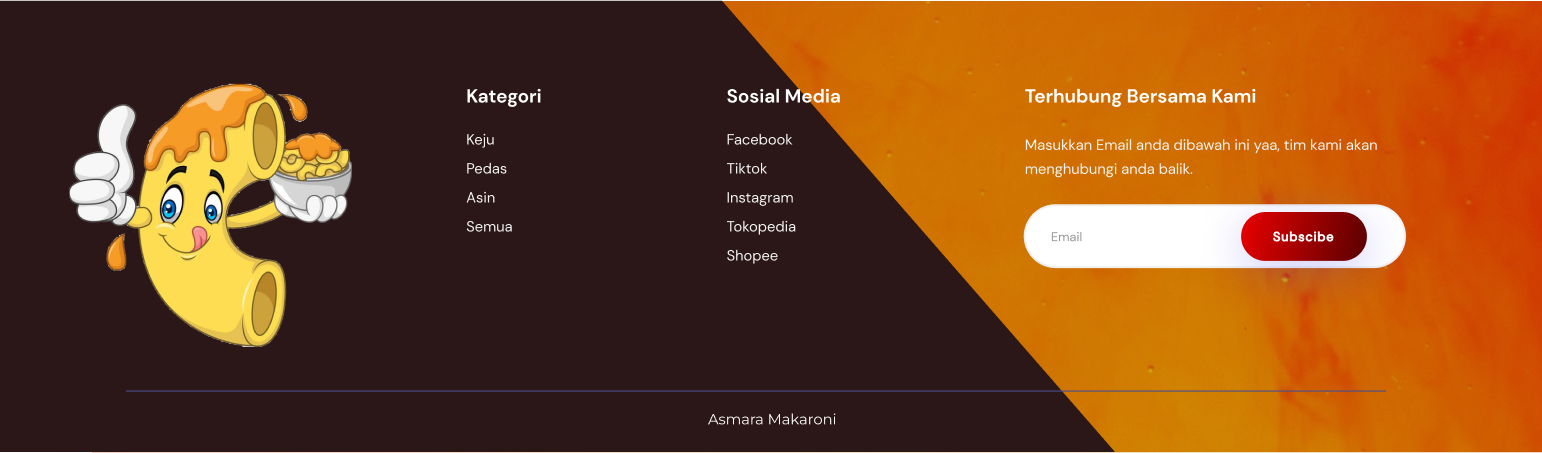 Kategori
Keju
Pedas
Asin
Semua
Sosial Media
Facebook
Tiktok
Instagram
Tokopedia
Shopee
Terhubung Bersama Kami
Masukkan Email anda dibawah ini yaa, tim kami akan
menghubungi anda balik.
Email
Subscibe
Asmara Makaroni